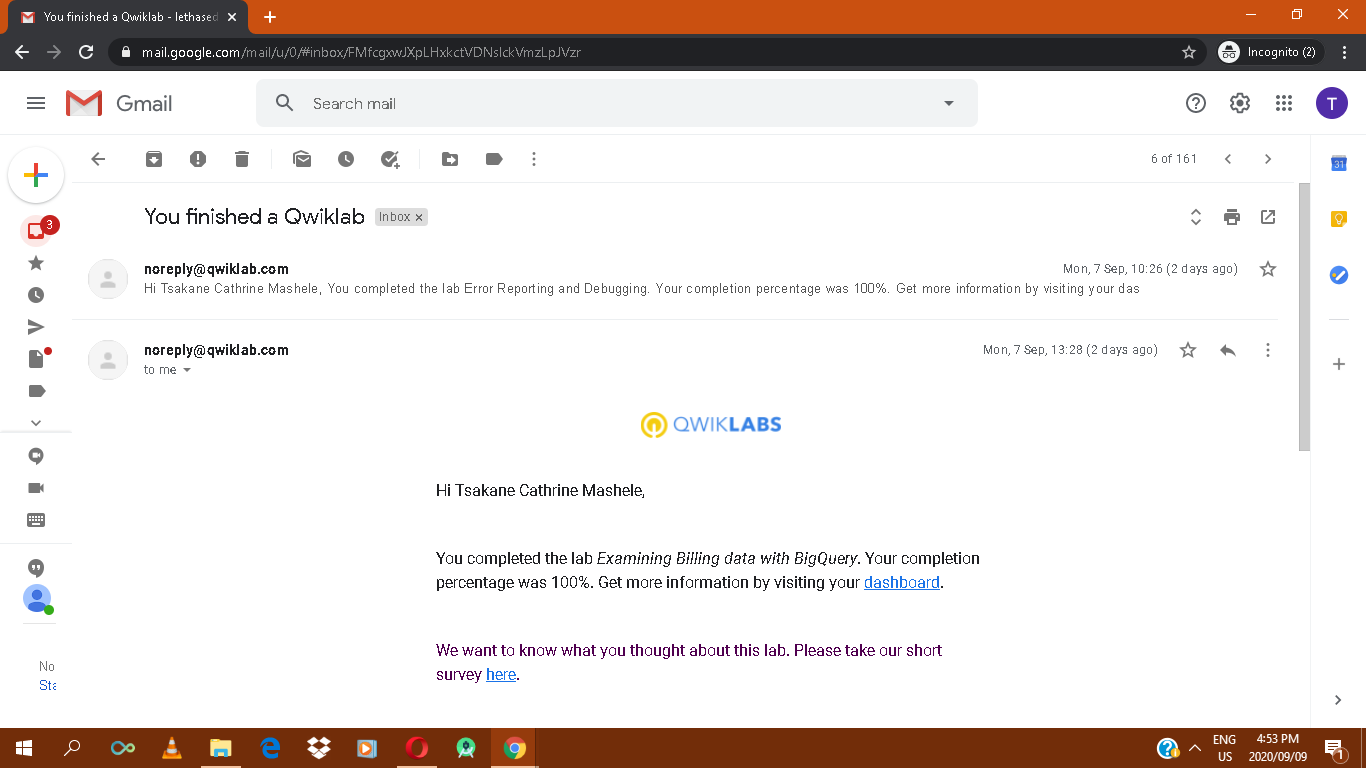 You finished a Qwiklab - lethased
mail.google.com/mail/u/0/#inbox/FMfcgxwJXpLHxkctVDNslckVmzLpJVzr
Incognito (2)
Gmail
Search mail
T
6 of 161
31
3
You finished a Qwiklab
Inbox ×
noreply@qwiklab.com
Mon, 7 Sep, 10:26 (2 days ago)
Hi Tsakane Cathrine Mashele, You completed the lab Error Reporting and Debugging. Your completion percentage was 100%. Get more information by visiting your das
noreply@qwiklab.com
Mon, 7 Sep, 13:28 (2 days ago)
to me
QWIKLABS
Hi Tsakane Cathrine Mashele,
You completed the lab Examining Billing data with BigQuery. Your completion
percentage was 100%. Get more information by visiting your dashboard.
We want to know what you thought about this lab. Please take our short
survey here.
No
Sta
ENG
US
4:53 PM
2020/09/09
1